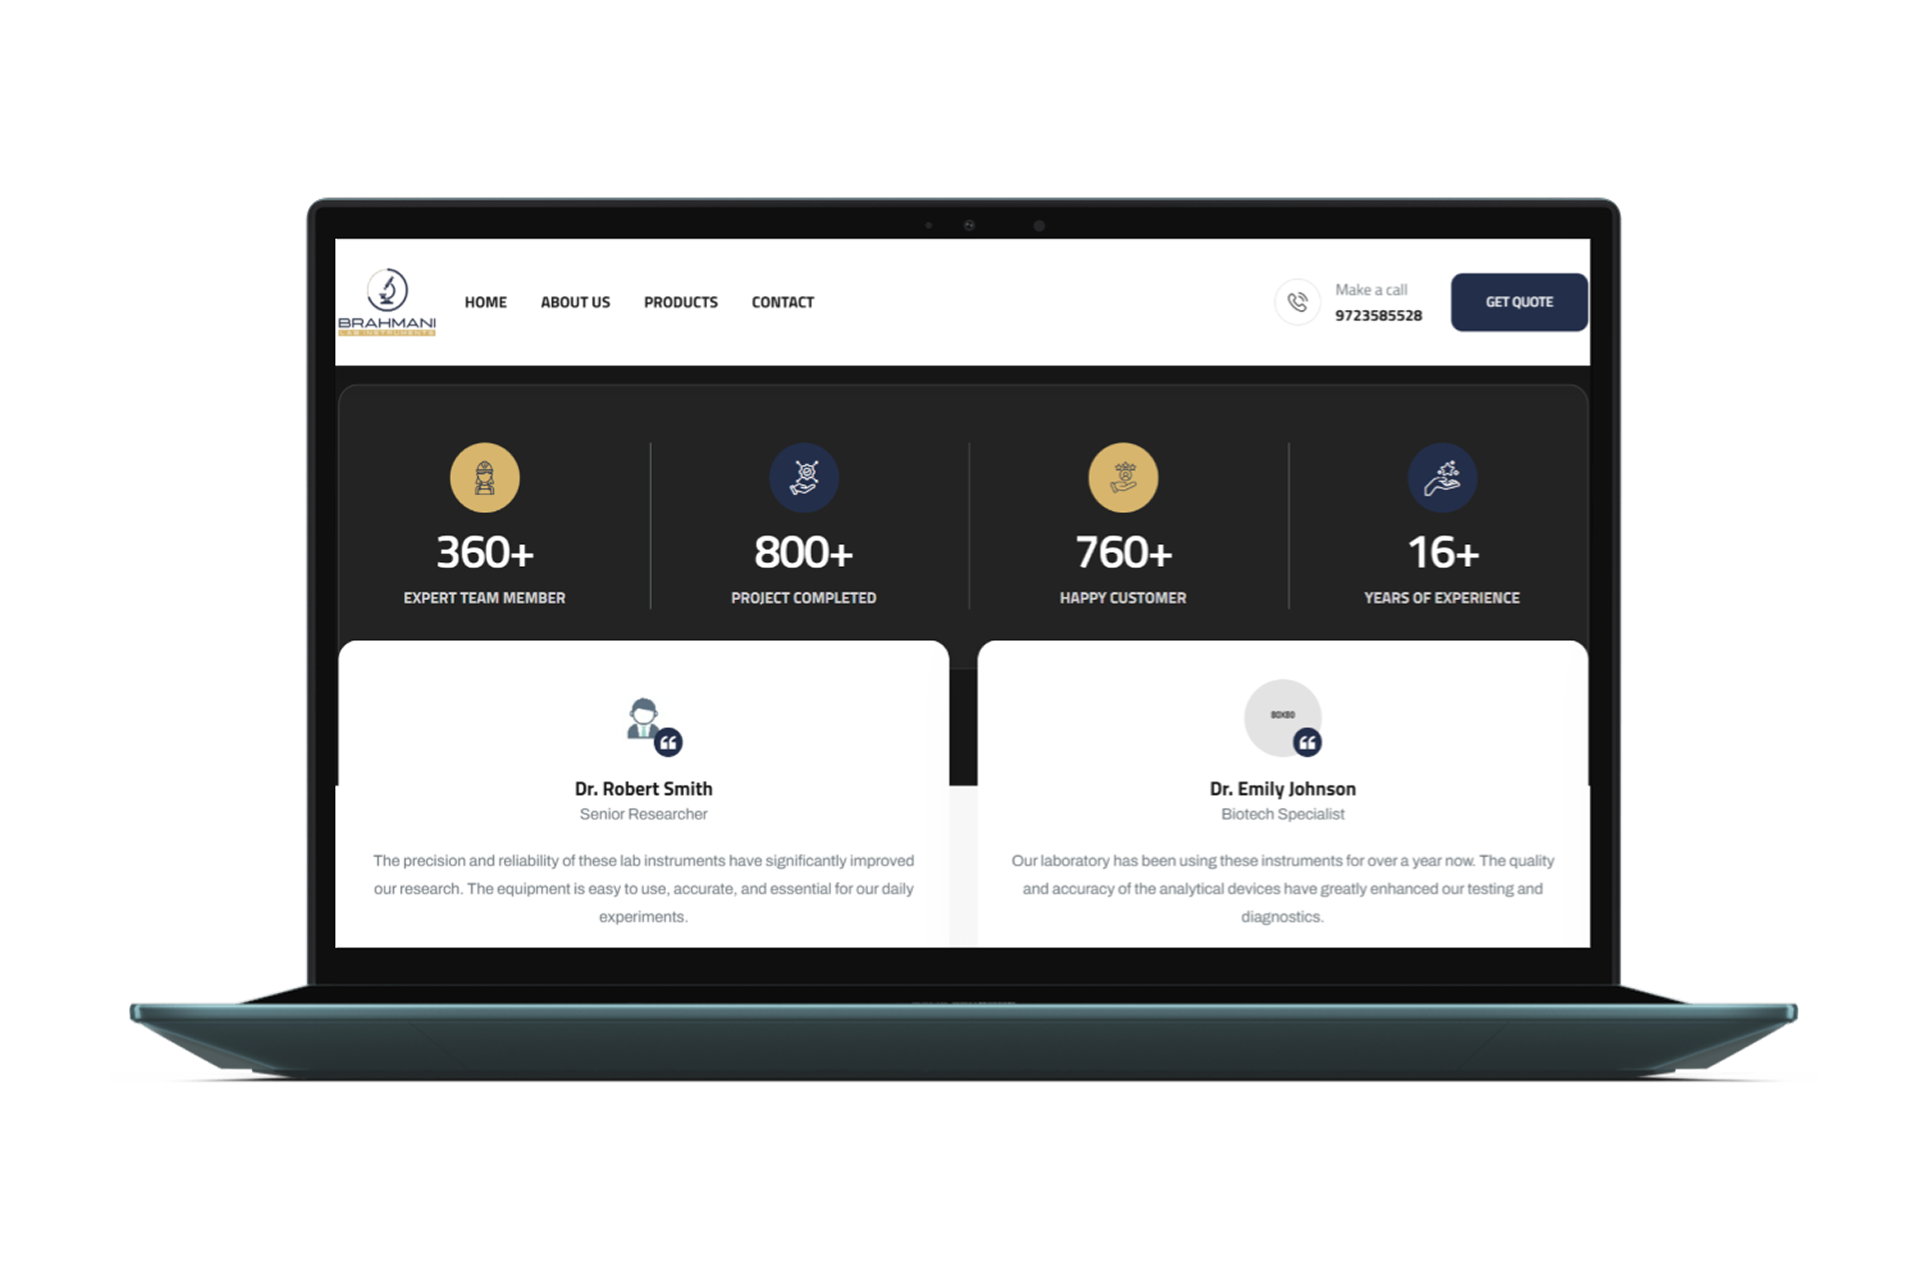 BRAHMANI
LAB INSTRUMENTS
HOME
ABOUT US
PRODUCTS
CONTACT
Make a call
9723585528
GET QUOTE
360+
EXPERT TEAM MEMBER
800+
PROJECT COMPLETED
760+
HAPPY CUSTOMER
16+
YEARS OF EXPERIENCE
Dr. Robert Smith
Senior Researcher
The precision and reliability of these lab instruments have significantly improved
our research. The equipment is easy to use, accurate, and essential for our daily
experiments.
80X80
Dr. Emily Johnson
Biotech Specialist
Our laboratory has been using these instruments for over a year now. The quality
and accuracy of the analytical devices have greatly enhanced our testing and
diagnostics.